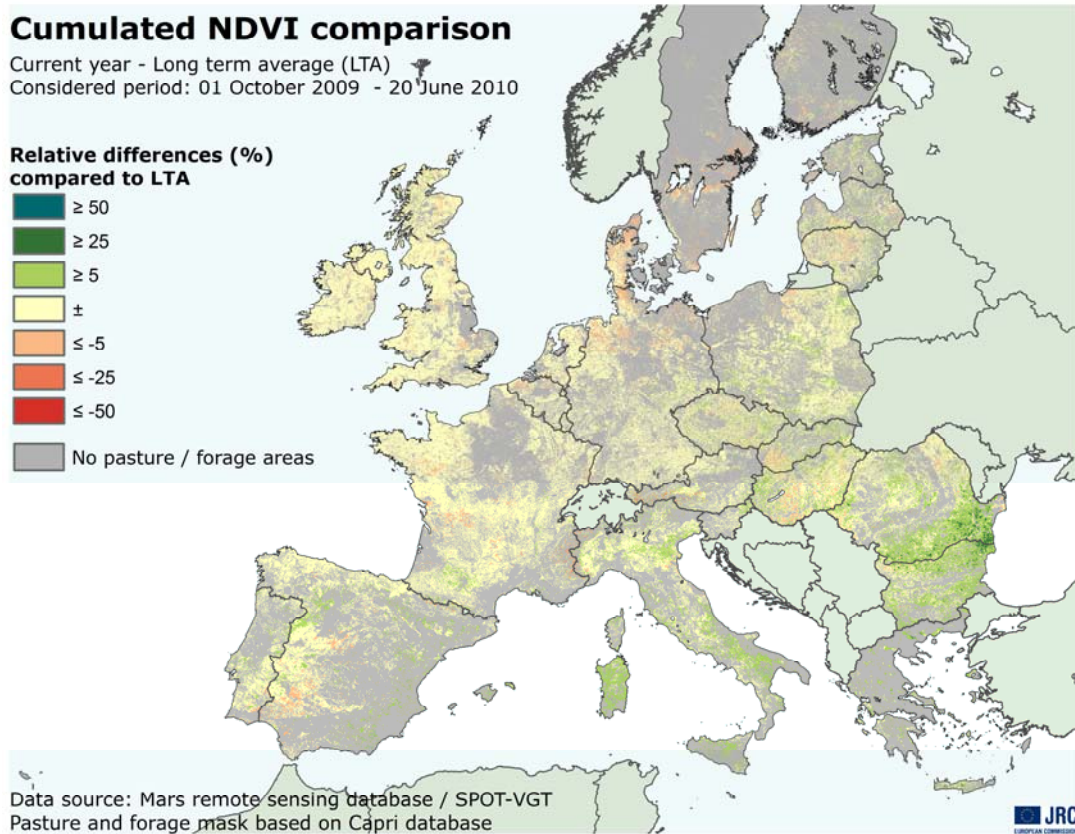 Cumulated NDVI comparison
Current year - Long term average (LTA)
Considered period: 01 October 2009 - 20 June 2010
Relative differences (%)
compared to LTA
≥ 50
≥ 25
≥ 5
±
≤ -5
≤ -25
≤ -50
No pasture / forage areas
Data source: Mars remote sensing database / SPOT-VGT
Pasture and forage mask based on Capri database
JRC
EUROPEAN COMMISSION